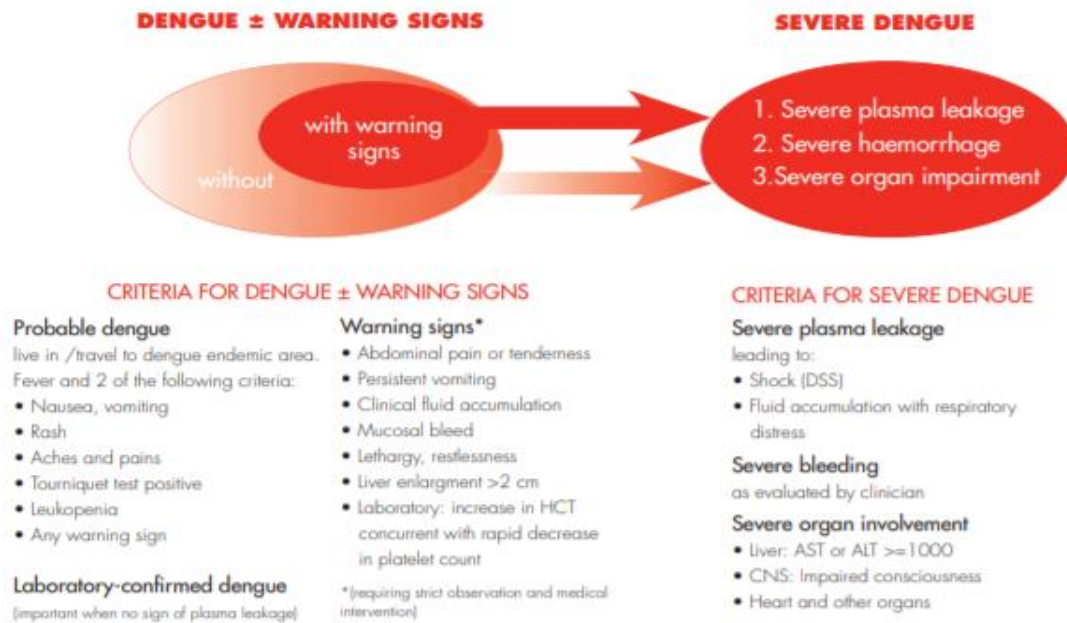 DENGUE ± WARNING SIGNS
SEVERE DENGUE
with warning
signs
without
1. Severe plasma leakage
2. Severe haemorrhage
3.Severe organ impairment
CRITERIA FOR DENGUE ± WARNING SIGNS
Probable dengue
live in /travel to dengue endemic area.
Fever and 2 of the following criteria:
• Nausea, vomiting
• Rash
• Aches and pains
• Tourniquet test positive
• Leukopenia
• Any warning sign
Laboratory-confirmed dengue
(important when no sign of plasma leakage)
Warning signs*
• Abdominal pain or tenderness
• Persistent vomiting
• Clinical fluid accumulation
• Mucosal bleed
• Lethargy, restlessness
• Liver enlargment >2 cm
• Laboratory: increase in HCT
concurrent with rapid decrease
in platelet count
*(requiring strict observation and medical
intervention)
CRITERIA FOR SEVERE DENGUE
Severe plasma leakage
leading to:
• Shock (DSS)
• Fluid accumulation with respiratory
distress
Severe bleeding
as evaluated by clinician
Severe organ involvement
• Liver: AST or ALT >=1000
• CNS: Impaired consciousness
• Heart and other organs